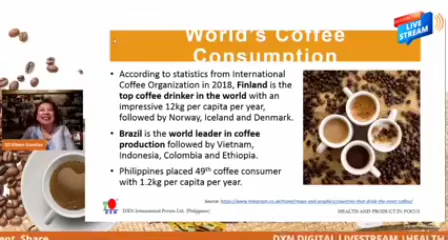 World's Coffee
Consumption
LIVE
STREAM
• According to statistics from International
Coffee Organization in 2018, Finland is the
top coffee drinker in the world with an
impressive 12kg per capita per year,
followed by Norway, Iceland and Denmark.
• Brazil is the world leader in coffee
production followed by Vietnam,
Indonesia, Colombia and Ethiopia.
• Philippines placed 49th coffee consumer
with 1.2kg per capita per year.
DXN
DXN International Private Ltd. (Philippines)
HEALTH AND PRODUCT IN FOCUS
ent. Share
DXN DIGITAL LIVESTREAM